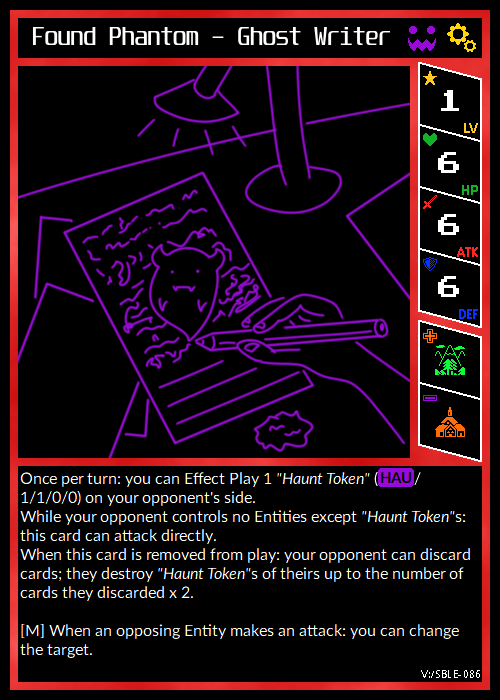 Found Phantom - Ghost Writer
1
LV
6
HP
6
ATK
6
DEF
Once per turn: you can Effect Play 1 "Haunt Token" (HAU/
1/1/0/0) on your opponent's side.
While your opponent controls no Entities except "Haunt Token"s:
this card can attack directly.
When this card is removed from play: your opponent can discard
cards; they destroy "Haunt Token"s of theirs up to the number of
cards they discarded x 2.
[M] When an opposing Entity makes an attack: you can change
the target.
V:/SBLE-086